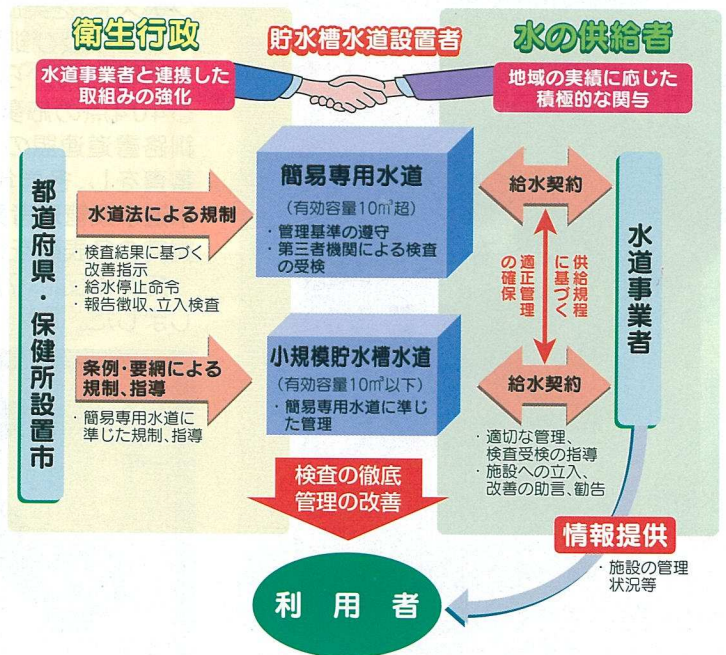 衛生行政
貯水槽水道設置者
水の供給者
水道事業者と連携した
取組みの強化
地域の実績に応じた
積極的な関与
都道府県・保健所設置市
水道法による規制
・検査結果に基づく
改善指示
・給水停止命令
・報告徴収、立入検査
条例・要綱による
規制、指導
・簡易専用水道に
準じた規制、指導
簡易専用水道
(有効容量10㎥超)
・管理基準の遵守
・第三者機関による検査
の受検
小規模貯水槽水道
(有効容量10㎥以下)
・簡易専用水道に準じ
た管理
給水契約
供給規程
に基づく
適正管理
の確保
給水契約
・適切な管理、
検査受検の指導
・施設への立入、
改善の助言、勧告
水道事業者
検査の徹底
管理の改善
情報提供
・施設の管理
状況等
利用者